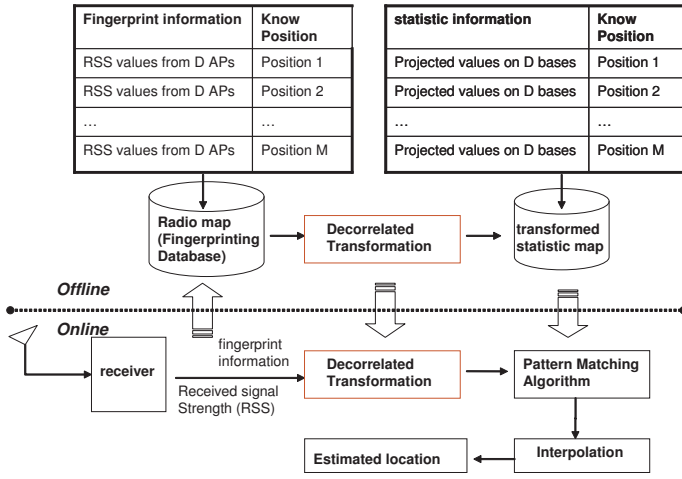 Fingerprint information
Know
Position
RSS values from D APs
Position 1
RSS values from D APs
Position 2
...
...
RSS values from D APs
Position M
statistic information
Know
Position
Projected values on D bases
Position 1
Projected values on D bases
Position 2
...
...
Projected values on D bases
Position M
Radio map
(Fingerprinting
Database)
Decorrelated
Transformation
transformed
statistic map
Offline
Online
receiver
fingerprint
information
Received signal
Strength (RSS)
Decorrelated
Transformation
Pattern Matching
Algorithm
Estimated location
Interpolation